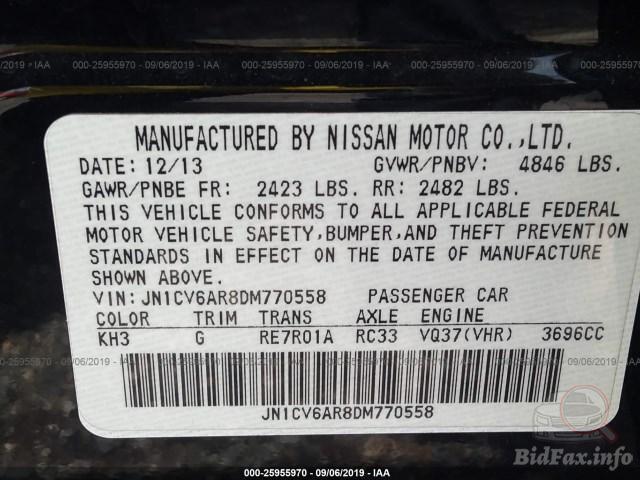 000-25955970 - 09/06/2019 - IAA
MANUFACTURED BY NISSAN MOTOR CO.,LTD.
DATE: 12/13 GVWR/PNBV: 4846 LBS.
GAWR/PNBE FR: 2423 LBS. RR: 2482 LBS.
THIS VEHICLE CONFORMS TO ALL APPLICABLE FEDERAL
MOTOR VEHICLE SAFETY,BUMPER,AND THEFT PREVENTION
STANDARDS IN EFFECT ON THE DATE OF MANUFACTURE
SHOWN ABOVE.
VIN: JN1CV6AR8DM770558 PASSENGER CAR
COLOR TRIM TRANS AXLE ENGINE
KH3 G RE7R01A RC33 VQ37(VHR) 3696CC
JN1CV6AR8DM770558
BidFax.info
000-25955970 - 09/06/2019 - IAA